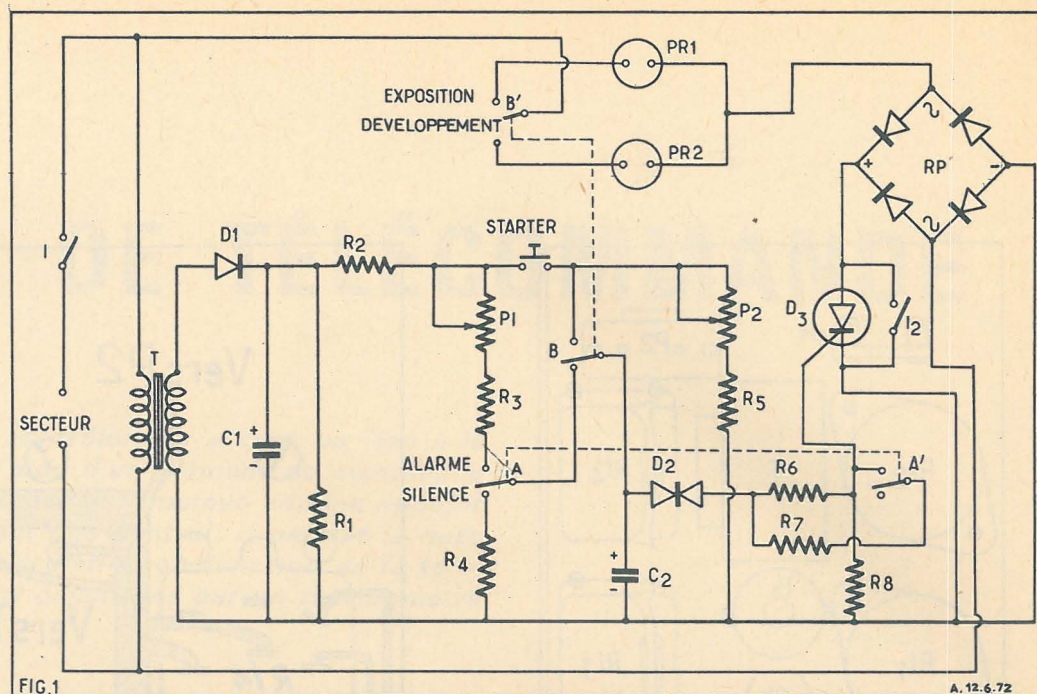 PR1
EXPOSITION
B'
DEVELOPPEMENT
PR2
+
RP
-
I
D1
R2
STARTER
P1
P2
D3
I2
B
T
SECTEUR
C1
+
-
R3
R5
ALARME
A
SILENCE
D2
R6
A'
R7
R1
R4
+
C2
-
R8
FIG.1
A. 12.6.72